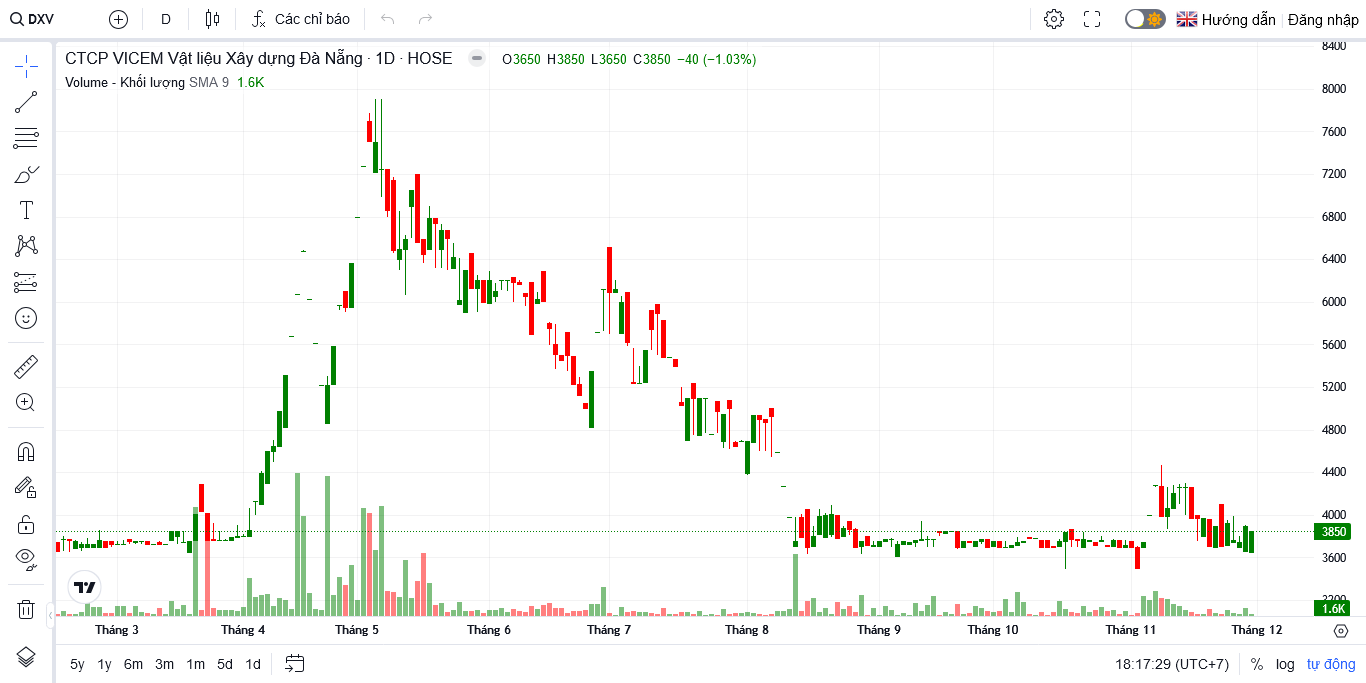 DXV D Các chỉ báo Hướng dẫn Đăng nhập
CTCP VICEM Vật liệu Xây dựng Đà Nẵng · 1D · HOSE O3650 H3850 L3650 C3850 −40 (−1.03%)
Volume - Khối lượng SMA 9 1.6K
8400
8000
7600
7200
6800
6400
6000
5600
5200
4800
4400
4000
3850
3600
3200
1.6K
Tháng 3 Tháng 4 Tháng 5 Tháng 6 Tháng 7 Tháng 8 Tháng 9 Tháng 10 Tháng 11 Tháng 12
5y 1y 6m 3m 1m 5d 1d 18:17:29 (UTC+7) % log tự động